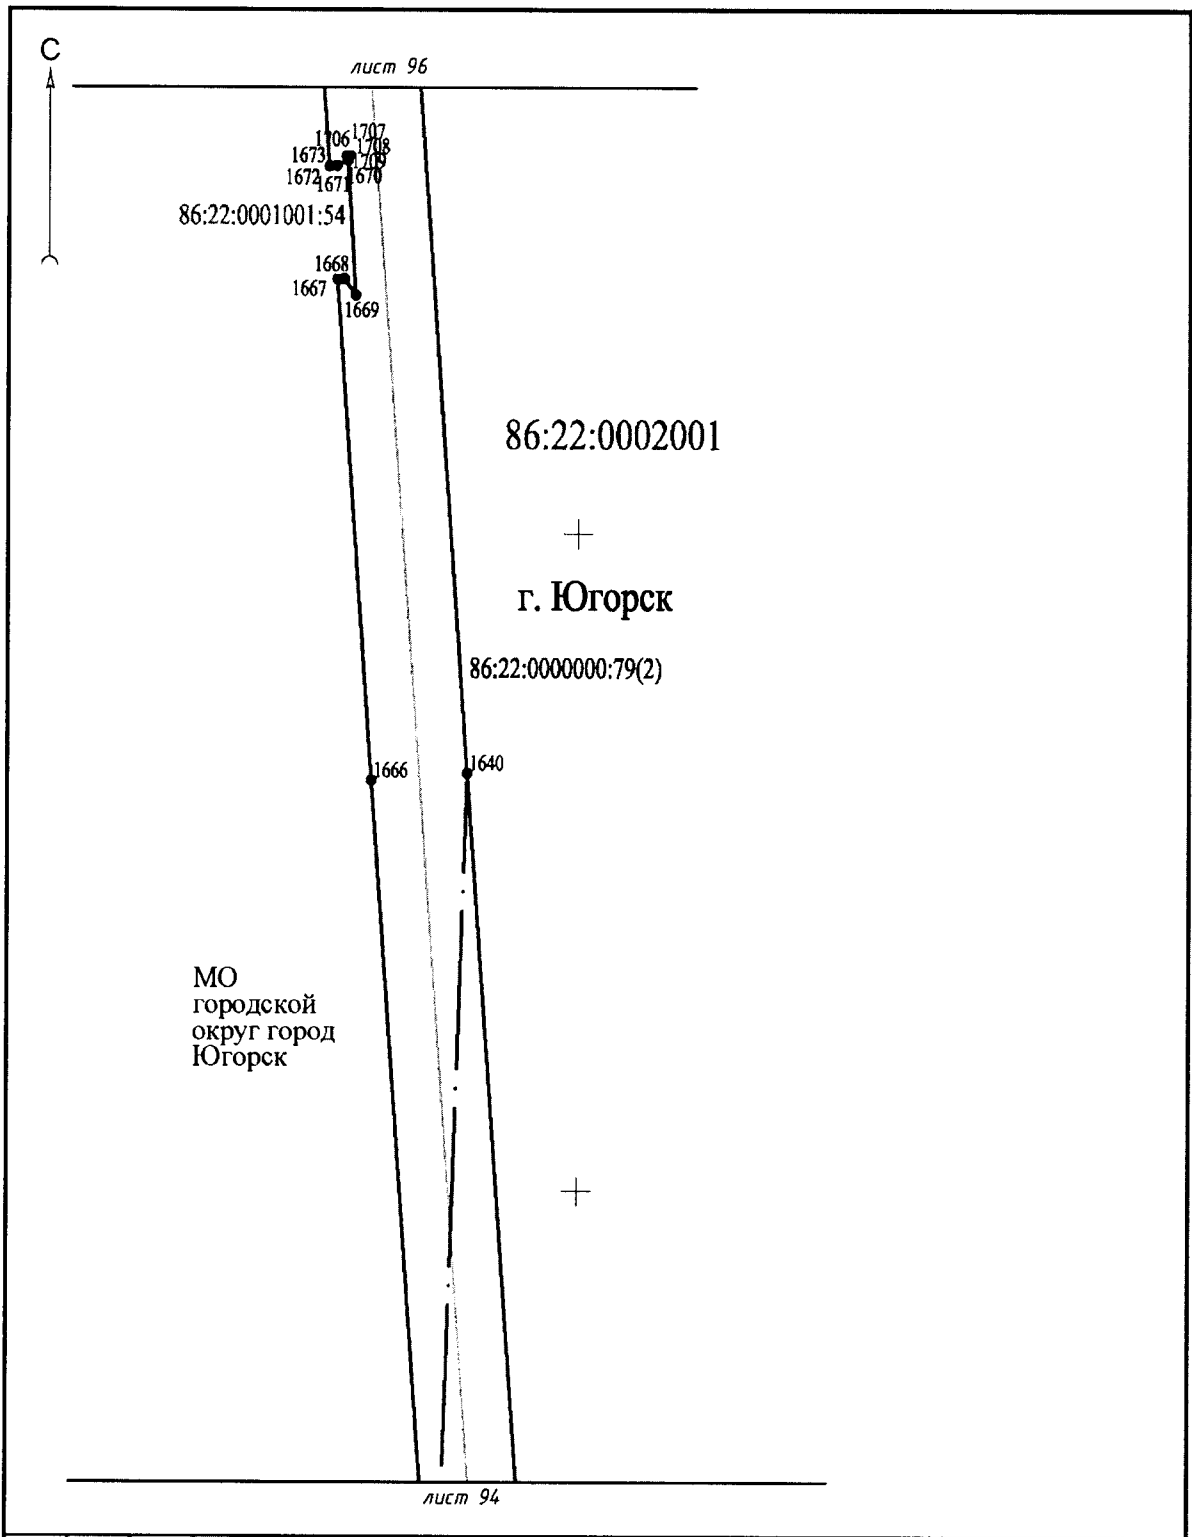 С
лист 96
1707
1706
1708
1673
1709
1672
1671
1670
86:22:0001001:54
1668
1667
1669
86:22:0002001
г. Югорск
86:22:0000000:79(2)
1640
1666
МО
городской
округ город
Югорск
лист 94